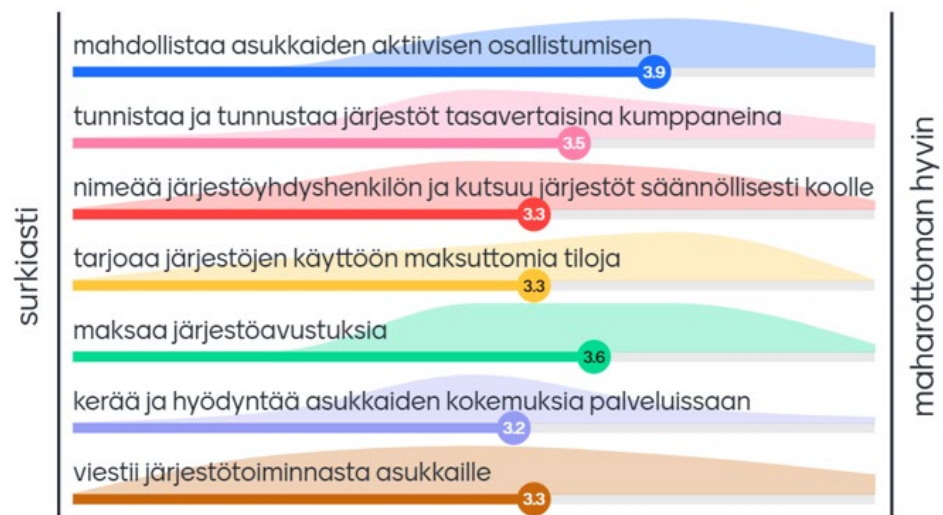 mahdollistaa asukkaiden aktiivisen osallistumisen
3.9
tunnistaa ja tunnustaa järjestöt tasavertaisina kumppaneina
3.5
nimeää järjestöyhdyshenkilön ja kutsuu järjestöt säännöllisesti koolle
3.3
tarjoaa järjestöjen käyttöön maksuttomia tiloja
3.3
maksaa järjestöavustuksia
3.6
kerää ja hyödyntää asukkaiden kokemuksia palveluissaan
3.2
viestii järjestötoiminnasta asukkaille
3.3
surkiasti
maharottoman hyvin